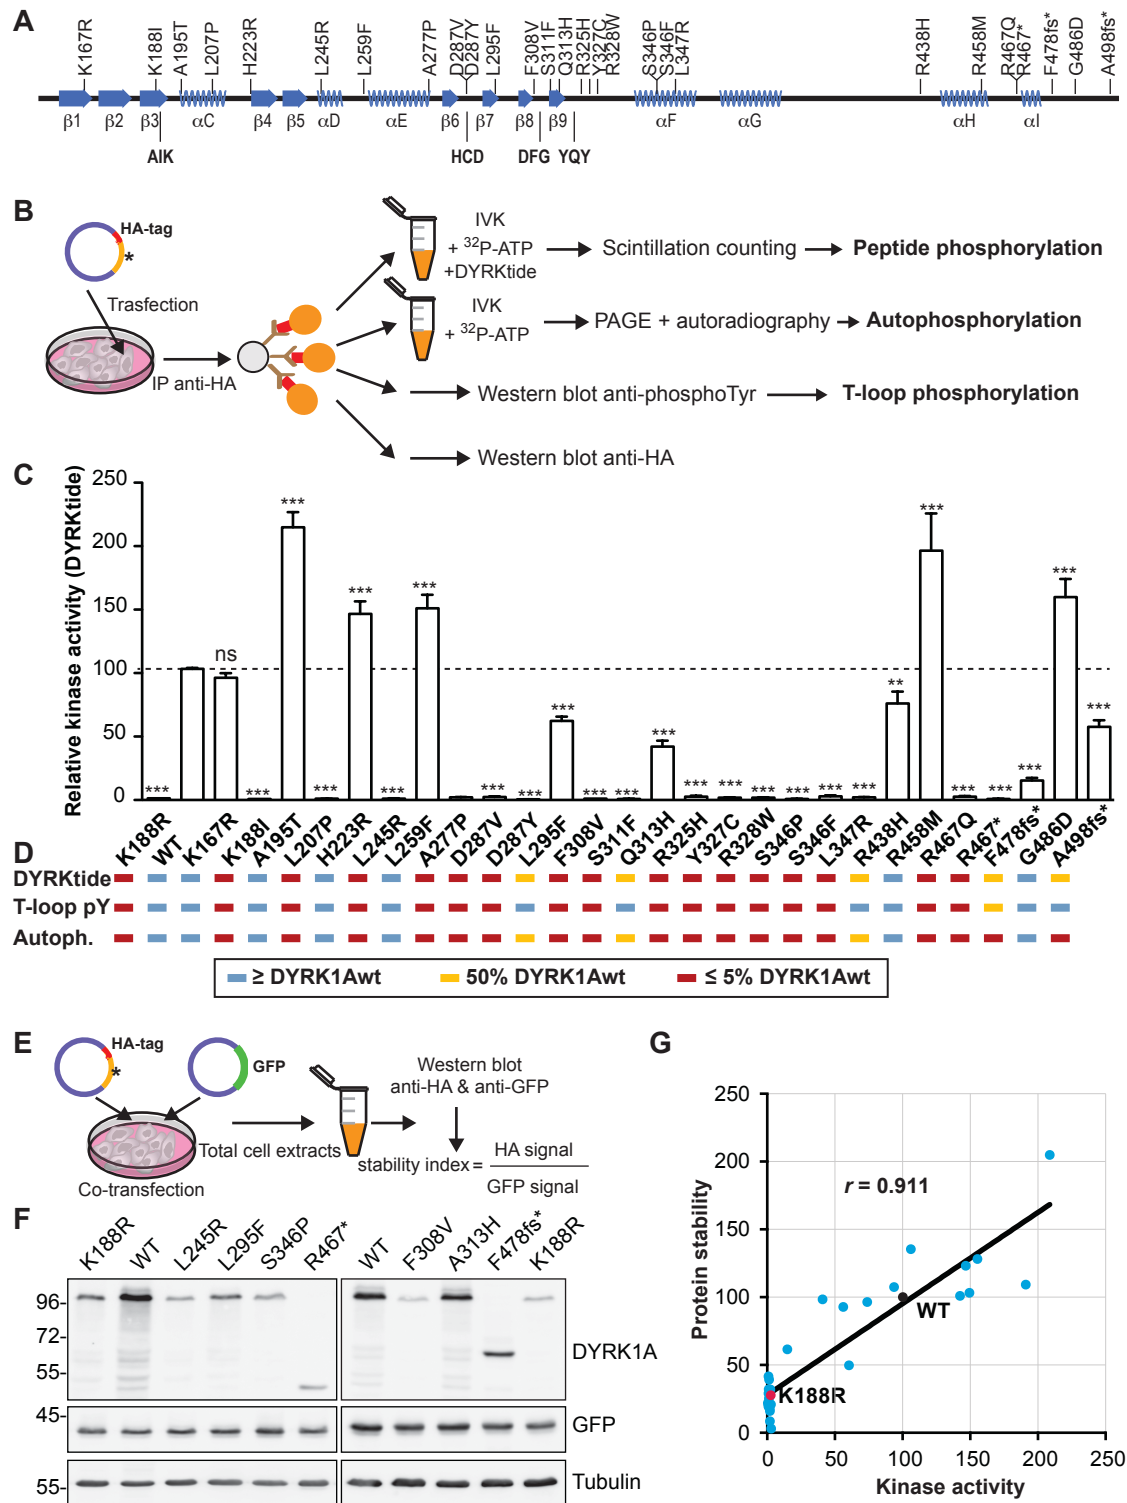 A
K167R K188I A195T L207P H223R L245R L259F A277P D287V D287Y L295F F308V S311F Q313H R325H Y327C R328W S346P S346F L347R R438H R458M R467Q R467* F478fs* G486D A498fs*
β1 β2 β3 αC β4 β5 αD αE β6 β7 β8 β9 αF αG αH αI
AIK HCD DFG YQY
B
HA-tag
*
Trasfection
IP anti-HA
IVK
+ ³²P-ATP
+DYRKtide
Scintillation counting
Peptide phosphorylation
IVK
+ ³²P-ATP
PAGE + autoradiography
Autophosphorylation
Western blot anti-phosphoTyr
T-loop phosphorylation
Western blot anti-HA
C
Relative kinase activity (DYRKtide)
250
200
150
100
50
0
*** ns *** *** *** *** *** *** *** *** *** *** *** *** *** *** *** *** *** *** ** *** *** *** *** *** ***
K188R WT K167R K188I A195T L207P H223R L245R L259F A277P D287V D287Y L295F F308V S311F Q313H R325H Y327C R328W S346P S346F L347R R438H R458M R467Q R467* F478fs* G486D A498fs*
D
DYRKtide
T-loop pY
Autoph.
≥ DYRK1Awt 50% DYRK1Awt ≤ 5% DYRK1Awt
E
HA-tag
*
GFP
Co-transfection
Total cell extracts
Western blot
anti-HA & anti-GFP
stability index = HA signal
GFP signal
F
K188R WT L245R L295F S346P R467* WT F308V A313H F478fs* K188R
96-
72-
55-
DYRK1A
45-
GFP
55-
Tubulin
G
Protein stability
250
200
150
100
50
0
r = 0.911
WT
K188R
0 50 100 150 200 250
Kinase activity